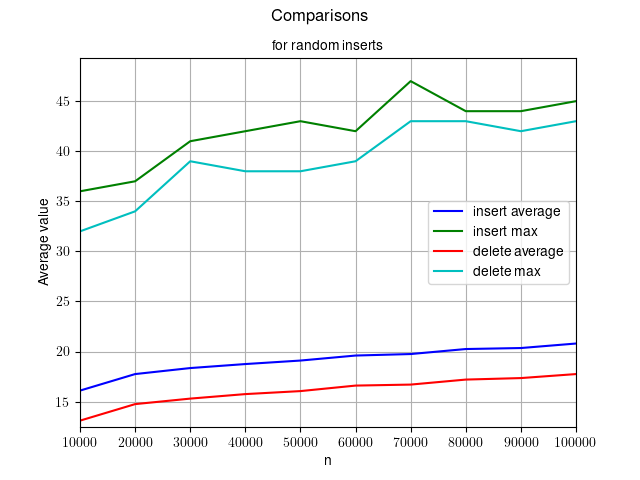 Comparisons
for random inserts
Average value
45
40
35
30
25
20
15
insert average
insert max
delete average
delete max
10000 20000 30000 40000 50000 60000 70000 80000 90000 100000
n